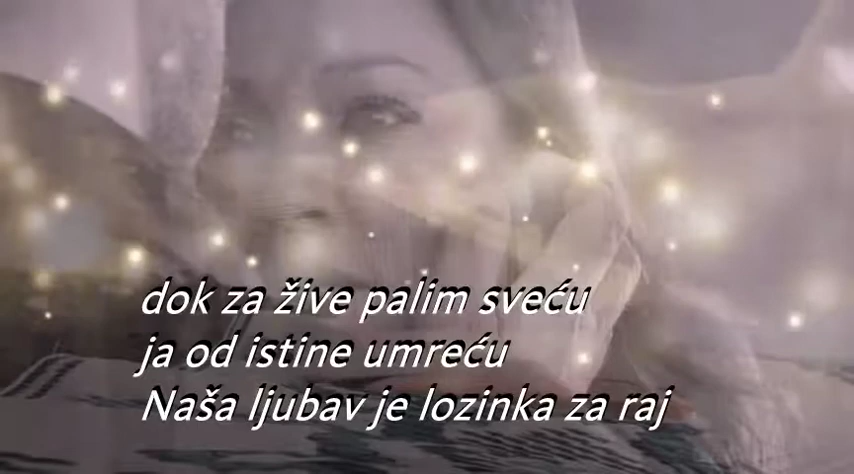 dok za žive palim sveću
ja od istine umreću
Naša ljubav je lozinka za raj